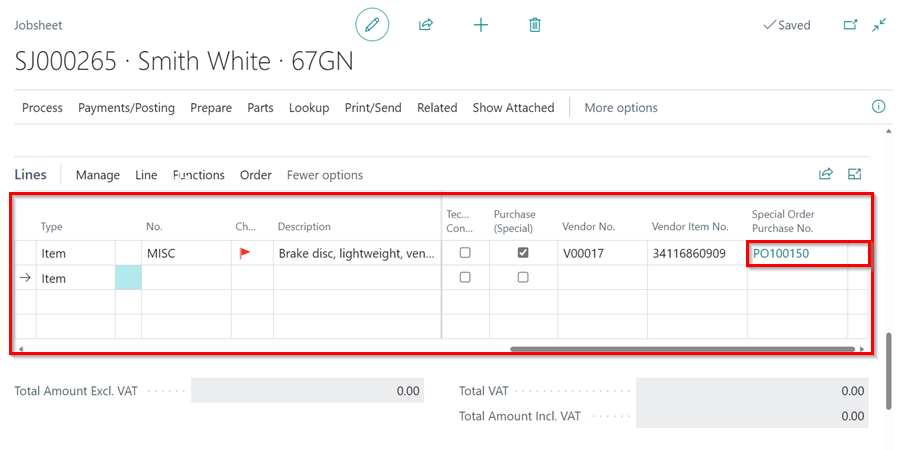 Jobsheet
Saved
SJ000265 · Smith White · 67GN
Process Payments/Posting Prepare Parts Lookup Print/Send Related Show Attached More options
Lines Manage Line Functions Order Fewer options
Type No. Ch... Description Tec... Con... Purchase (Special) Vendor No. Vendor Item No. Special Order Purchase No.
Item MISC Brake disc, lightweight, ven... V00017 34116860909 PO100150
Item
Total Amount Excl. VAT 0.00 Total VAT 0.00
Total Amount Incl. VAT 0.00